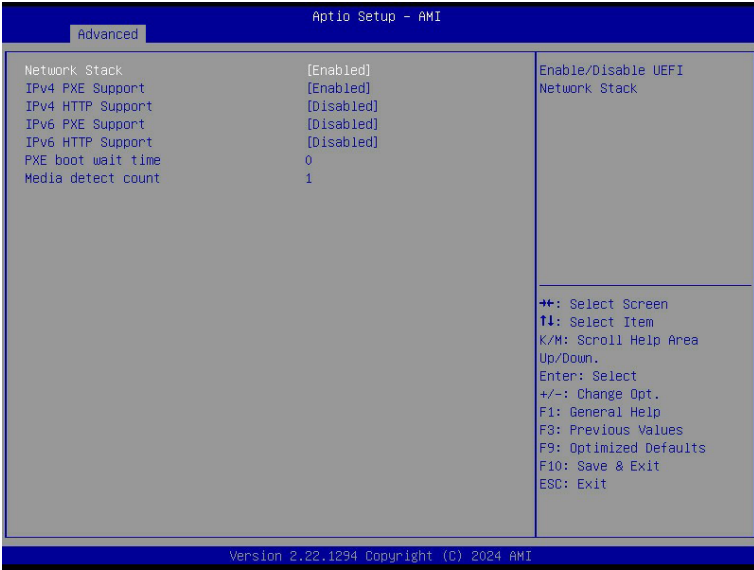 Aptio Setup – AMI
Advanced
Network Stack [Enabled]
IPv4 PXE Support [Enabled]
IPv4 HTTP Support [Disabled]
IPv6 PXE Support [Disabled]
IPv6 HTTP Support [Disabled]
PXE boot wait time 0
Media detect count 1
Enable/Disable UEFI
Network Stack
→←: Select Screen
↑↓: Select Item
K/M: Scroll Help Area
Up/Down.
Enter: Select
+/-: Change Opt.
F1: General Help
F3: Previous Values
F9: Optimized Defaults
F10: Save & Exit
ESC: Exit
Version 2.22.1294 Copyright (C) 2024 AMI